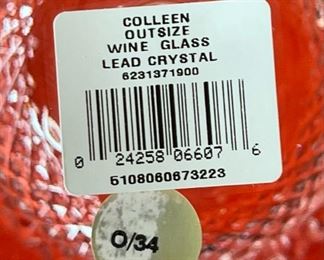 COLLEEN
OUTSIZE
WINE GLASS
LEAD CRYSTAL
6231371900
0 24258 06607 6
5108060673223
O/34